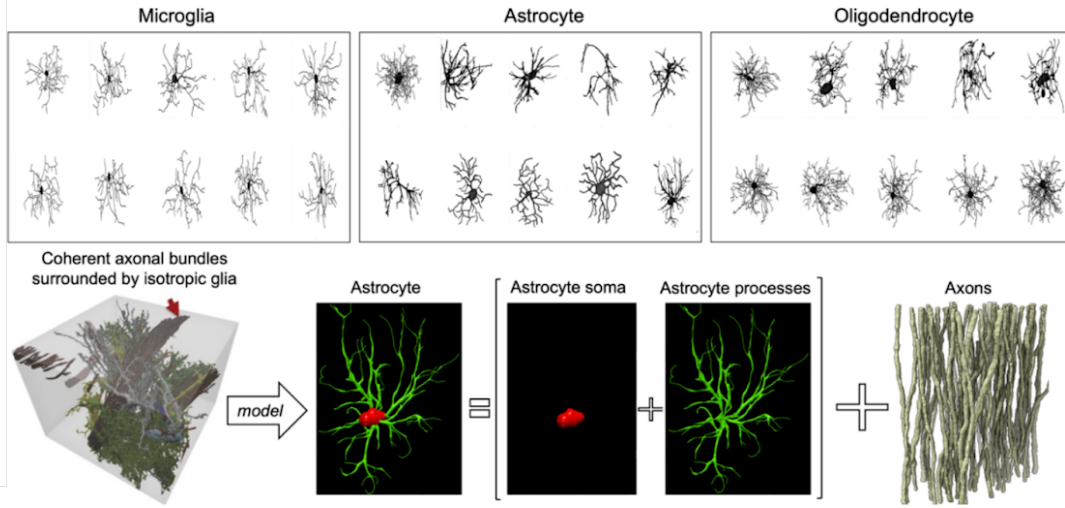 Microglia
Astrocyte
Oligodendrocyte
Coherent axonal bundles
surrounded by isotropic glia
Astrocyte
Astrocyte soma
Astrocyte processes
Axons
model